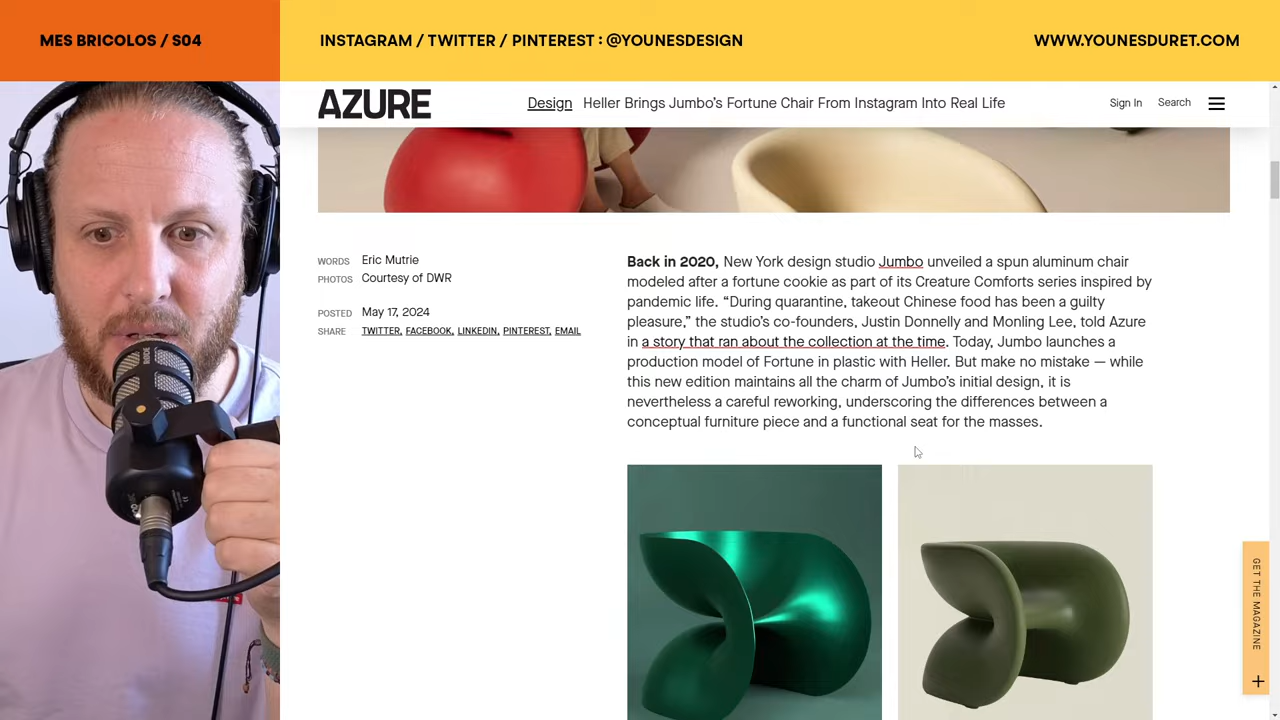 MES BRICOLOS / S04
INSTAGRAM / TWITTER / PINTEREST : @YOUNESDESIGN
WWW.YOUNESDURET.COM
AZURE
Design Heller Brings Jumbo’s Fortune Chair From Instagram Into Real Life
Sign In Search
WORDS Eric Mutrie
PHOTOS Courtesy of DWR
POSTED May 17, 2024
SHARE TWITTER, FACEBOOK, LINKEDIN, PINTEREST, EMAIL
Back in 2020, New York design studio Jumbo unveiled a spun aluminum chair
modeled after a fortune cookie as part of its Creature Comforts series inspired by
pandemic life. “During quarantine, takeout Chinese food has been a guilty
pleasure,” the studio’s co-founders, Justin Donnelly and Monling Lee, told Azure
in a story that ran about the collection at the time. Today, Jumbo launches a
production model of Fortune in plastic with Heller. But make no mistake — while
this new edition maintains all the charm of Jumbo’s initial design, it is
nevertheless a careful reworking, underscoring the differences between a
conceptual furniture piece and a functional seat for the masses.
GET THE MAGAZINE
RØDE